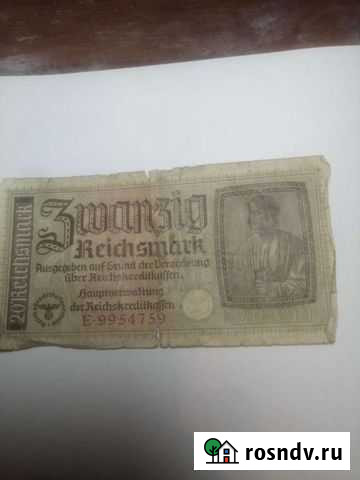 20 Reichsmark
Zwanzig
Reichsmark
Ausgegeben auf Grund der Verordnung
über Reichskreditkassen.
Hauptverwaltung
der Reichskreditkassen
E·9954759
rosndv.ru